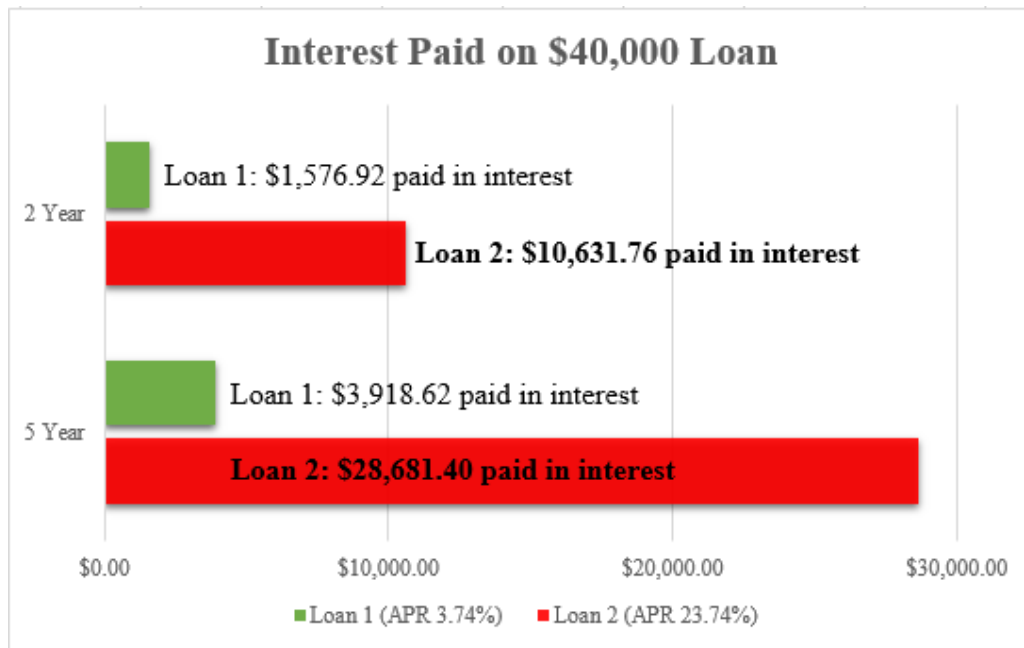 Interest Paid on $40,000 Loan
Loan 1: $1,576.92 paid in interest
2 Year
Loan 2: $10,631.76 paid in interest
Loan 1: $3,918.62 paid in interest
5 Year
Loan 2: $28,681.40 paid in interest
$0.00 $10,000.00 $20,000.00 $30,000.00
Loan 1 (APR 3.74%) Loan 2 (APR 23.74%)